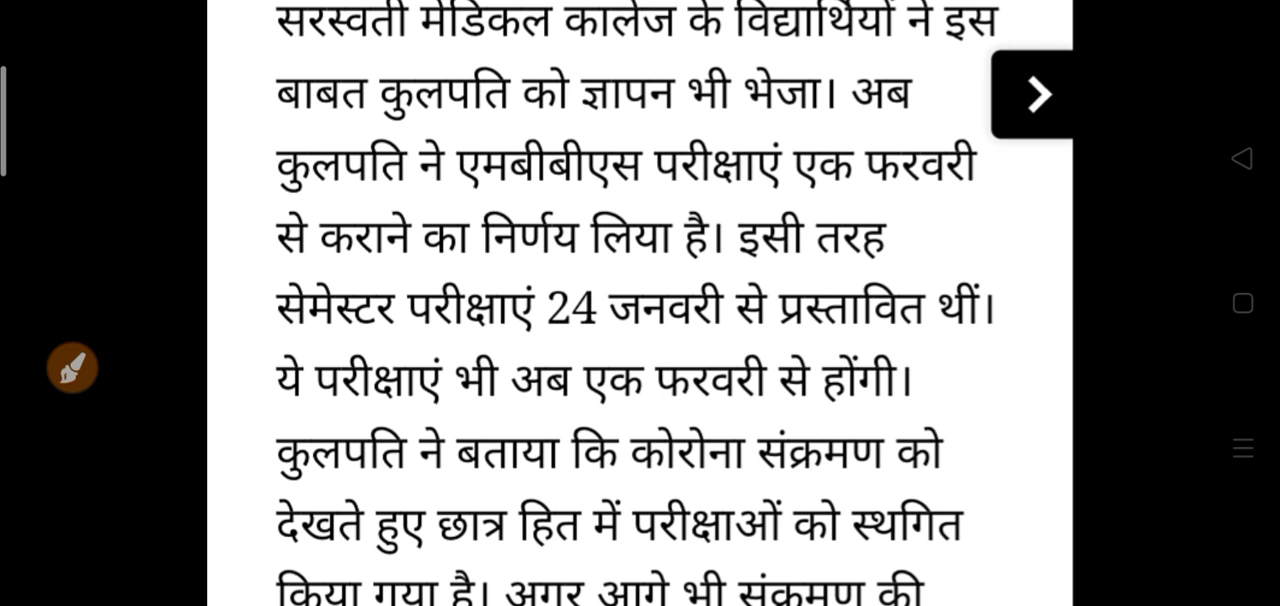 सरस्वती मेडिकल कालेज के विद्यार्थियों ने इस
बाबत कुलपति को ज्ञापन भी भेजा। अब
कुलपति ने एमबीबीएस परीक्षाएं एक फरवरी
से कराने का निर्णय लिया है। इसी तरह
सेमेस्टर परीक्षाएं 24 जनवरी से प्रस्तावित थीं।
ये परीक्षाएं भी अब एक फरवरी से होंगी।
कुलपति ने बताया कि कोरोना संक्रमण को
देखते हुए छात्र हित में परीक्षाओं को स्थगित
किया गया है। अगर आगे भी संक्रमण की